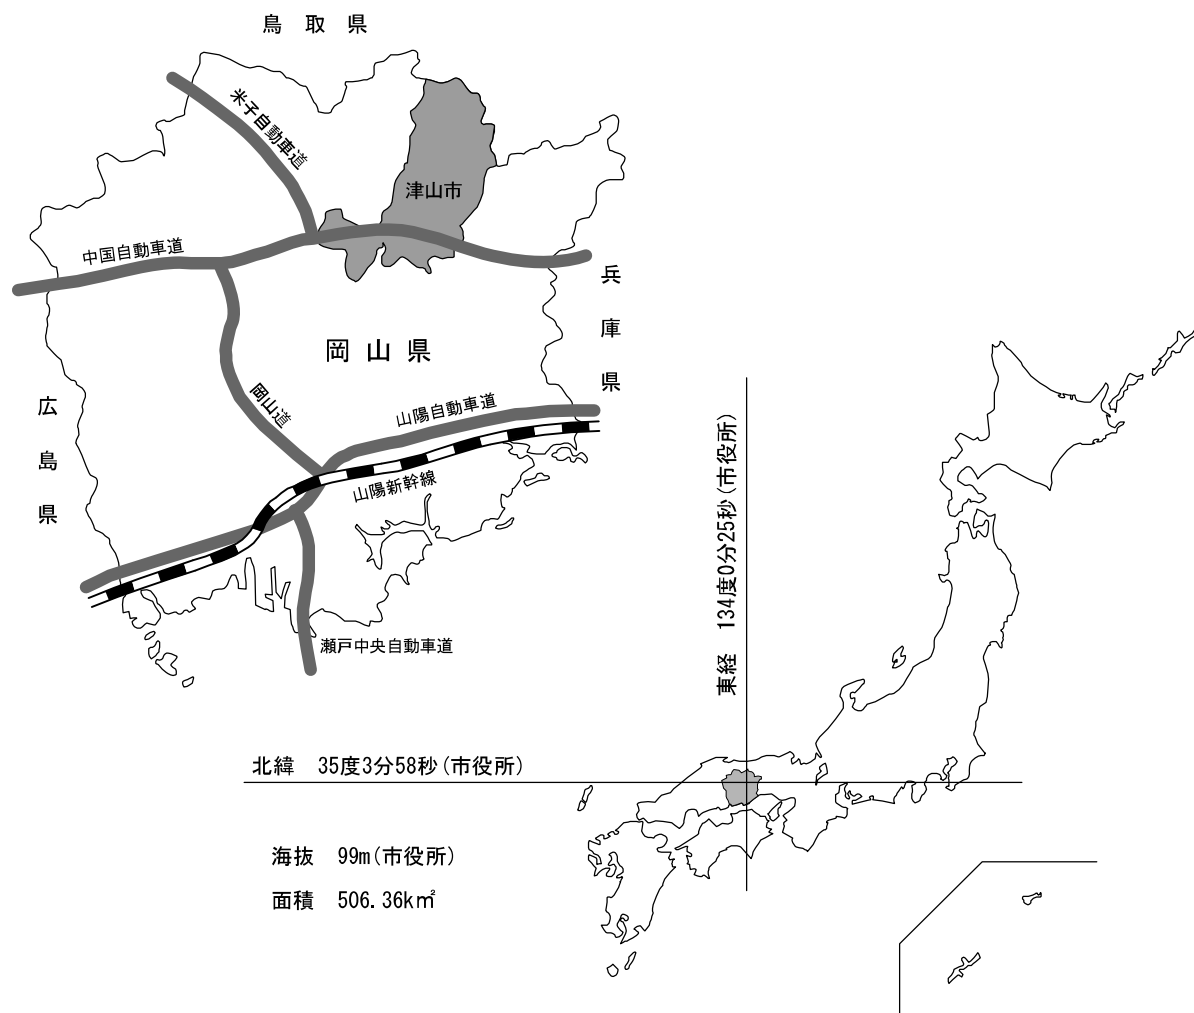 鳥取県
米子自動車道
津山市
中国自動車道
兵庫県
岡山県
広島県
岡山道
山陽自動車道
山陽新幹線
瀬戸中央自動車道
東経 134度0分25秒(市役所)
北緯 35度3分58秒(市役所)
海抜 99m(市役所)
面積 506.36k㎡